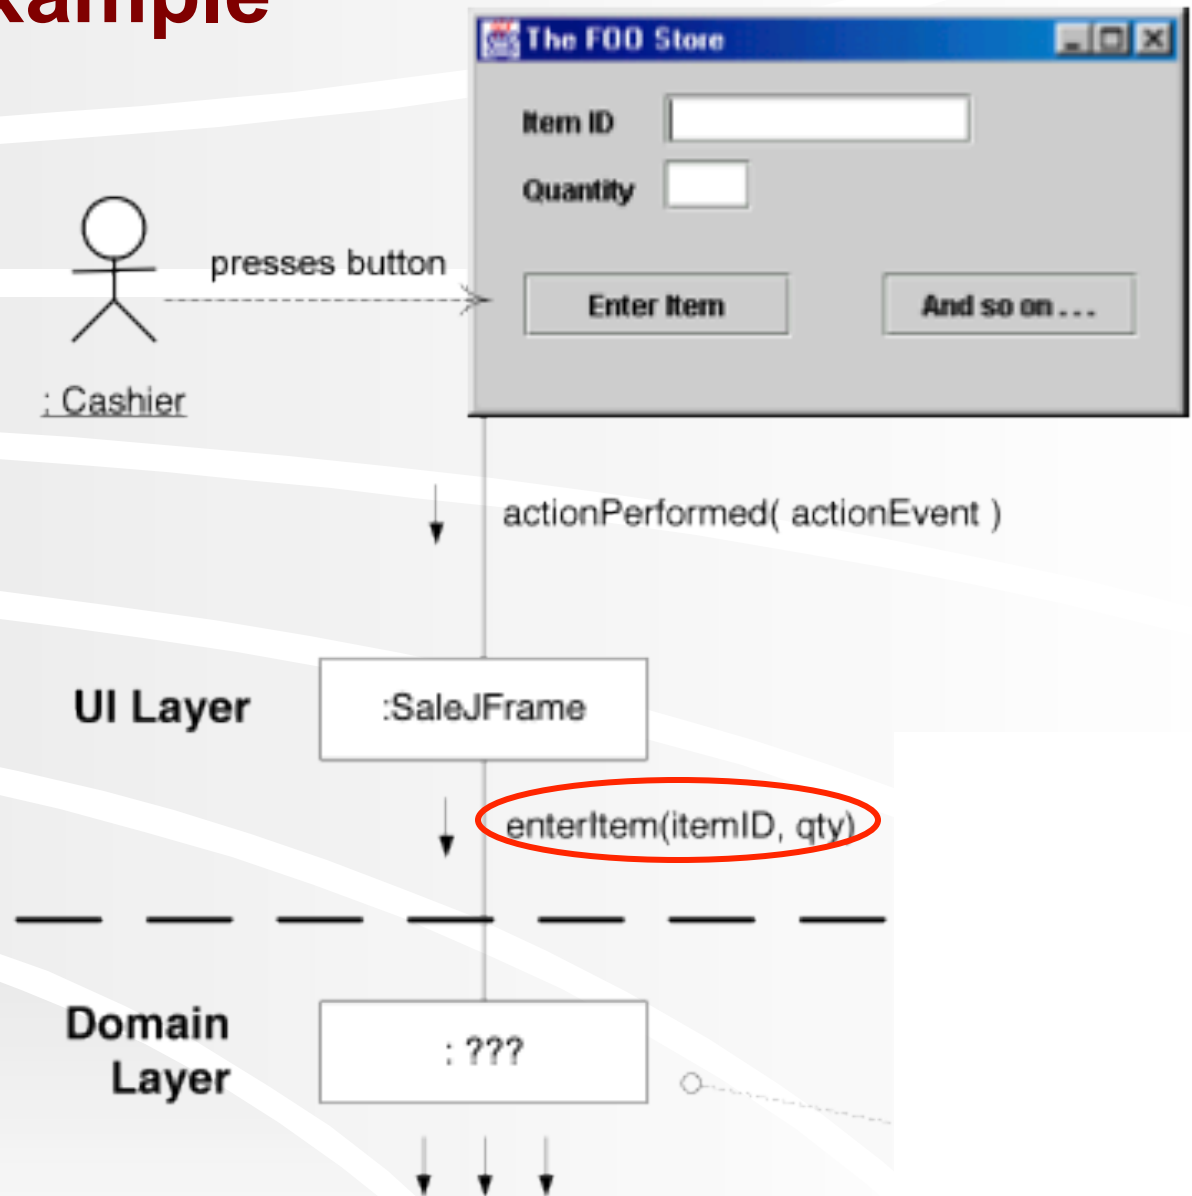 The FOO Store
Item ID
Quantity
presses button
Enter Item
And so on . . .
: Cashier
actionPerformed( actionEvent )
UI Layer
:SaleJFrame
enterItem(itemID, qty)
Domain
Layer
: ???